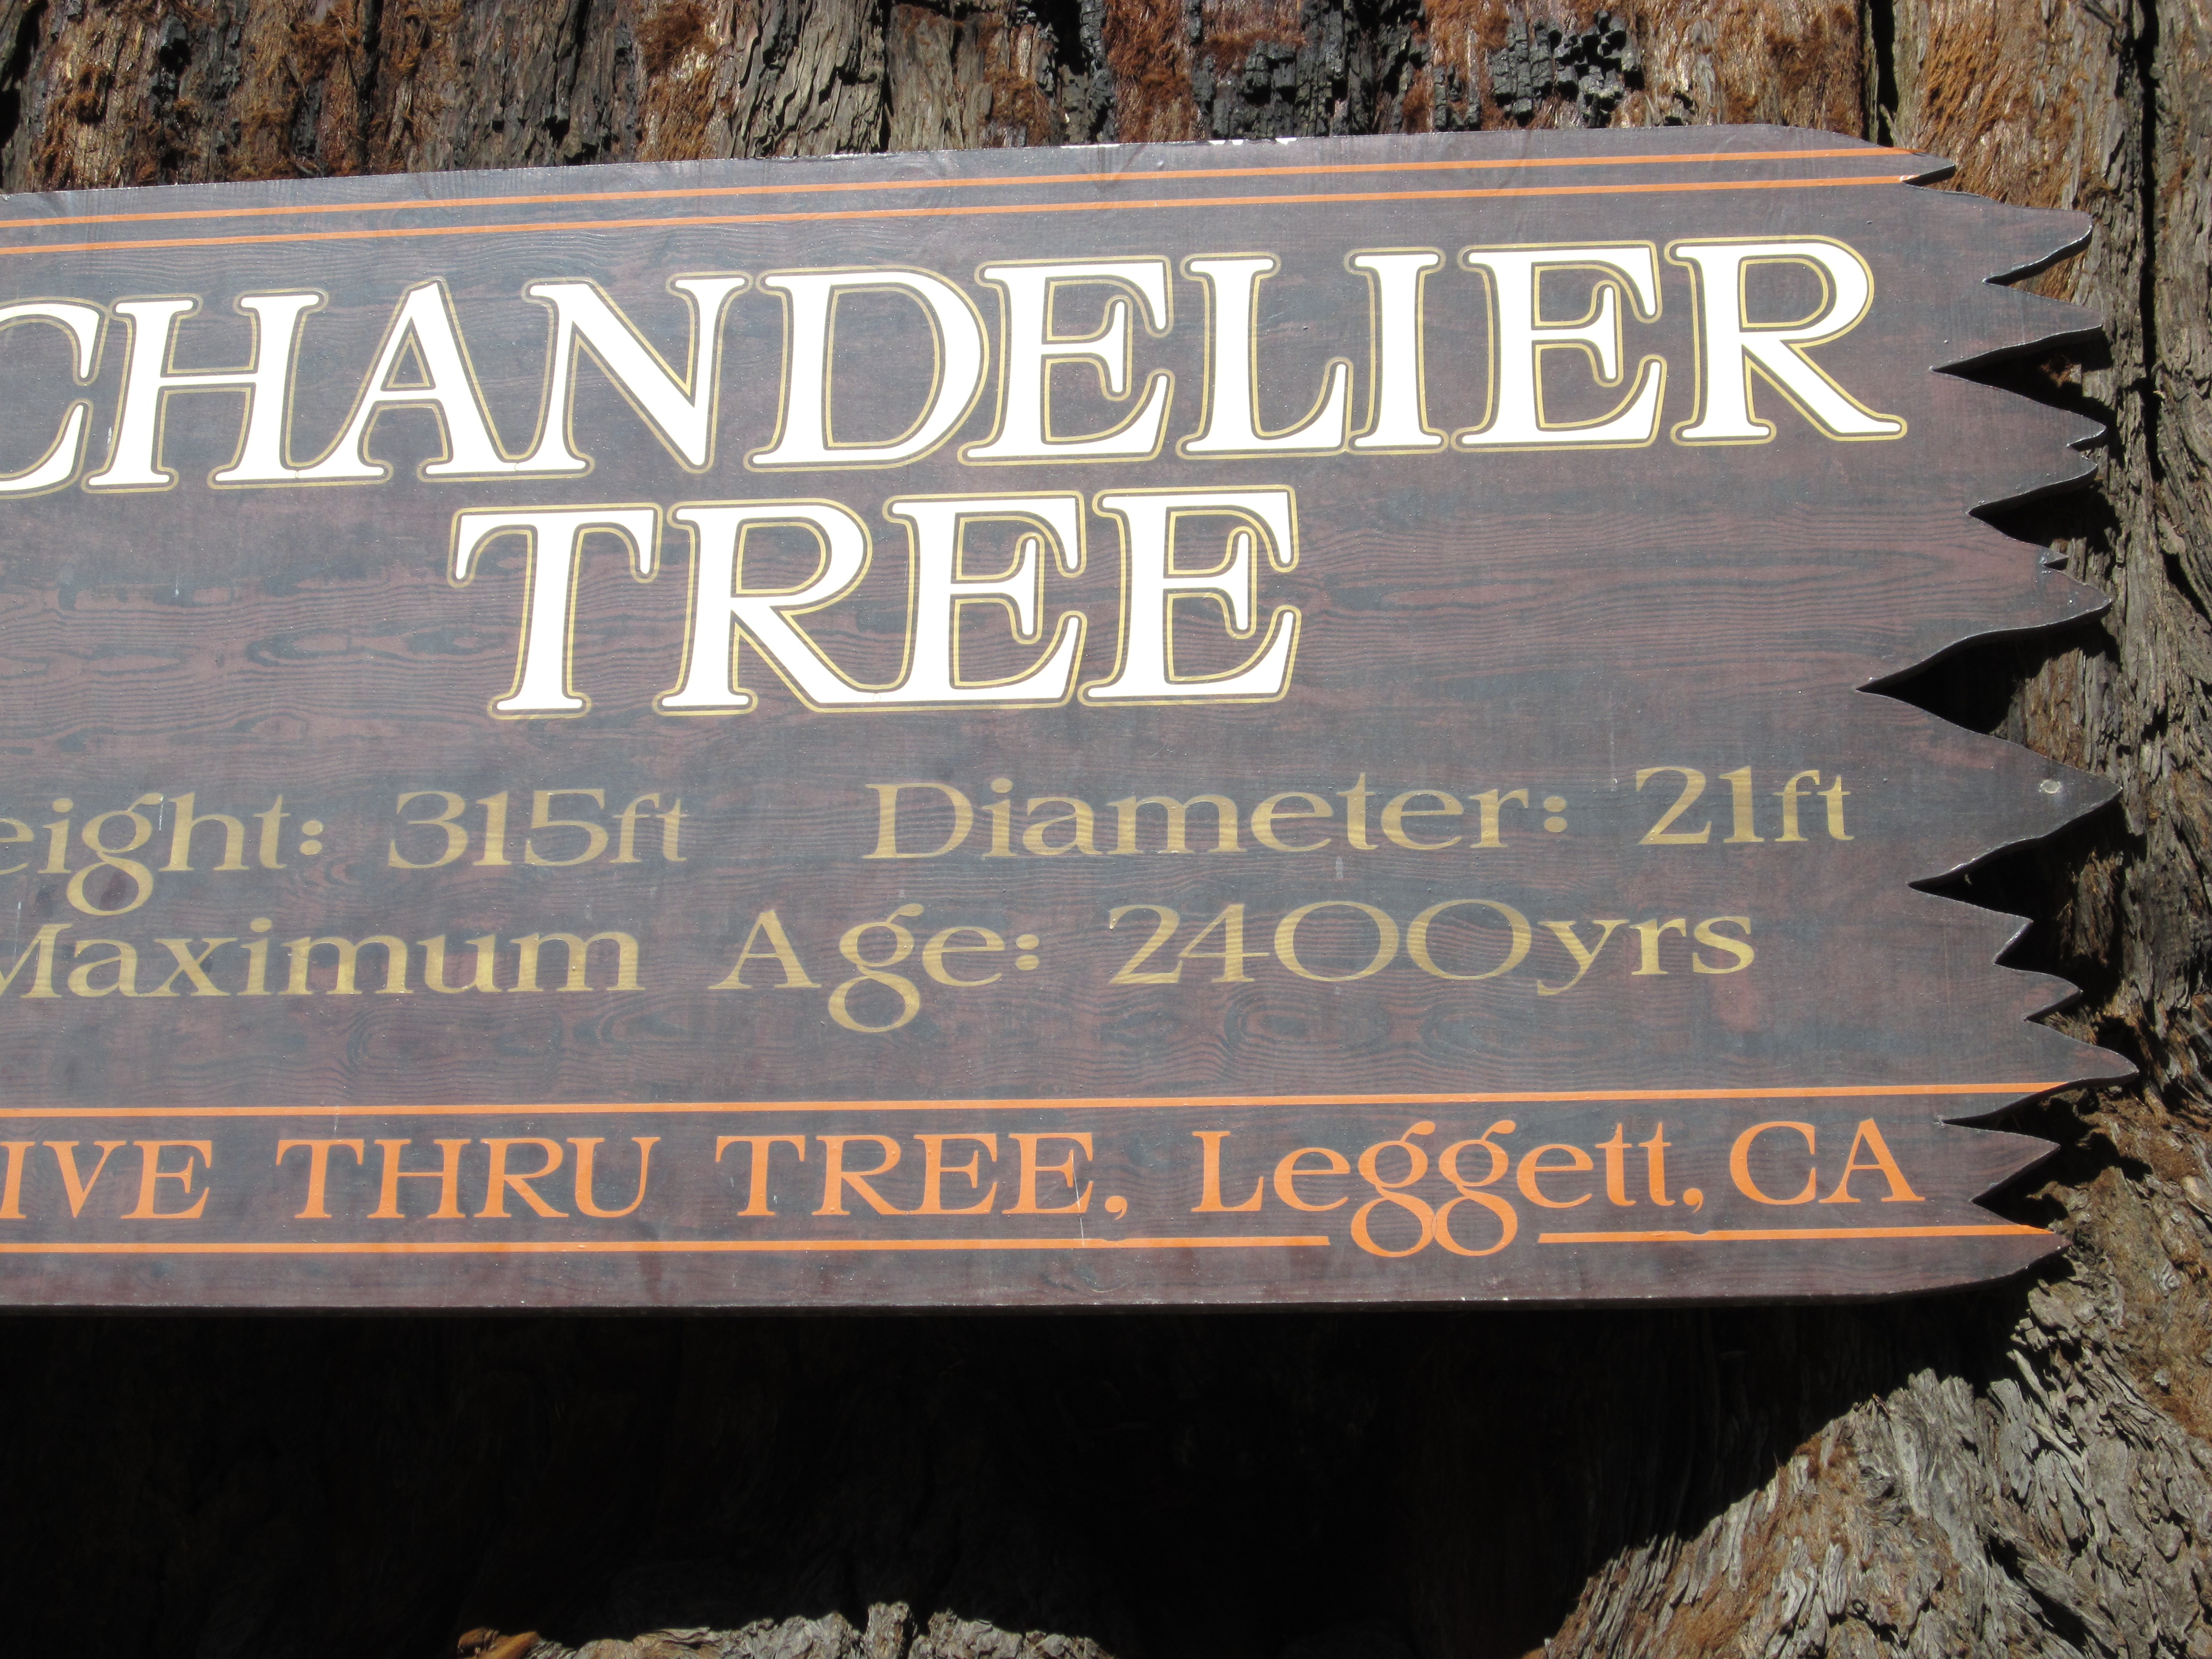 CHANDELIER
TREE
eight: 315ft Diameter: 21ft
Maximum Age: 2400yrs
IVE THRU TREE, Leggett, CA